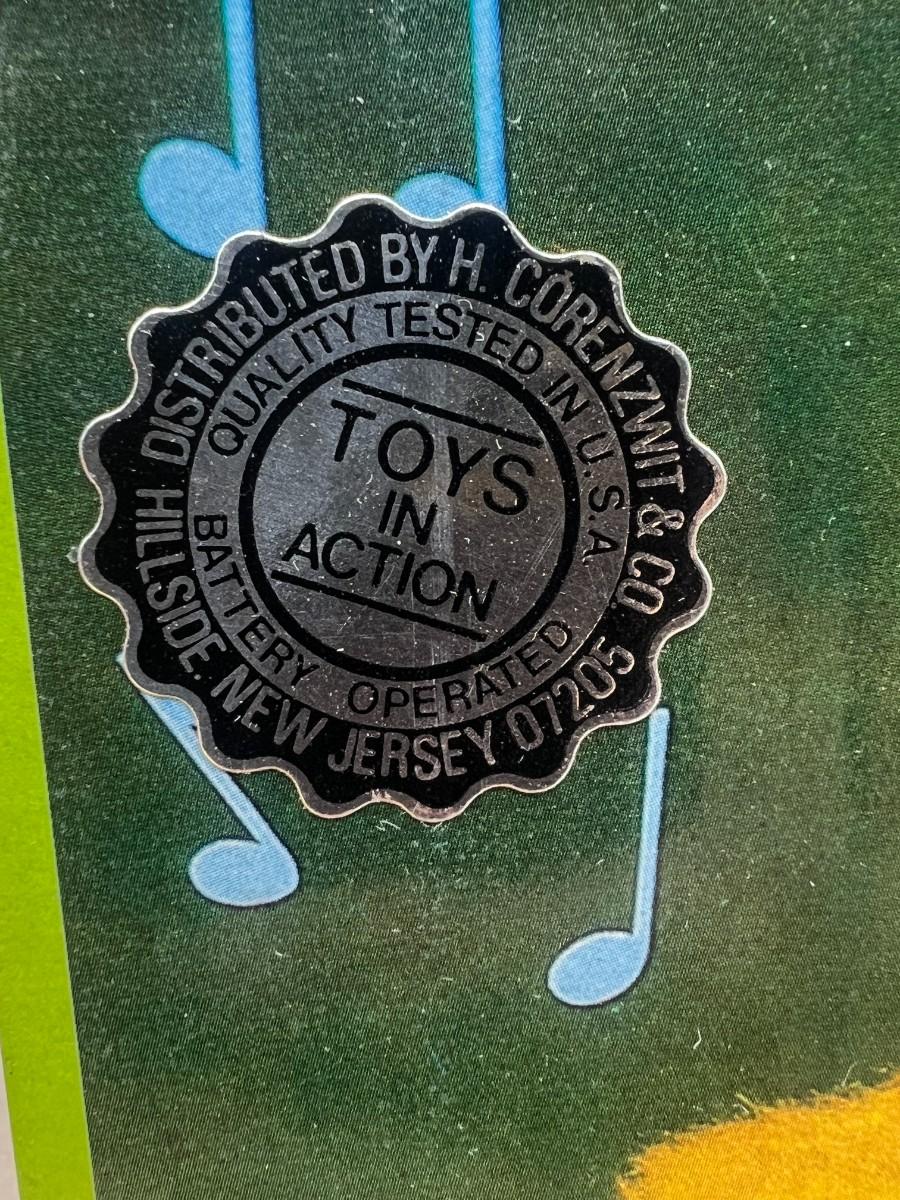 DISTRIBUTED BY H. CORENZWIT & CO.
HILLSIDE. NEW JERSEY 07205
QUALITY TESTED IN U.S.A
BATTERY OPERATED
TOYS
IN
ACTION